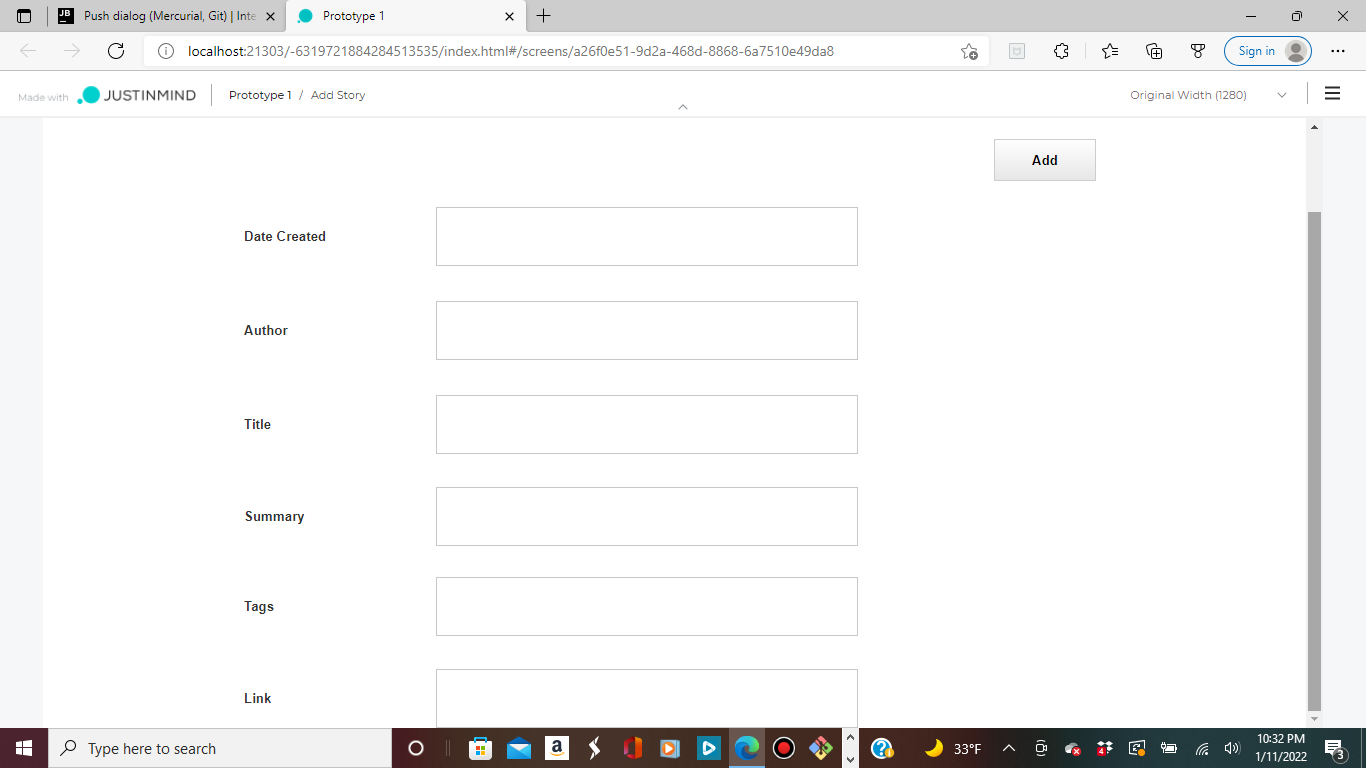 JB Push dialog (Mercurial, Git) | Inte
Prototype 1
localhost:21303/-6319721884284513535/index.html#/screens/a26f0e51-9d2a-468d-8868-6a7510e49da8
Sign in
Made with JUSTINMIND
Prototype 1 / Add Story
Original Width (1280)
Add
Date Created
Author
Title
Summary
Tags
Link
Type here to search
a
33°F
4
10:32 PM
1/11/2022
3